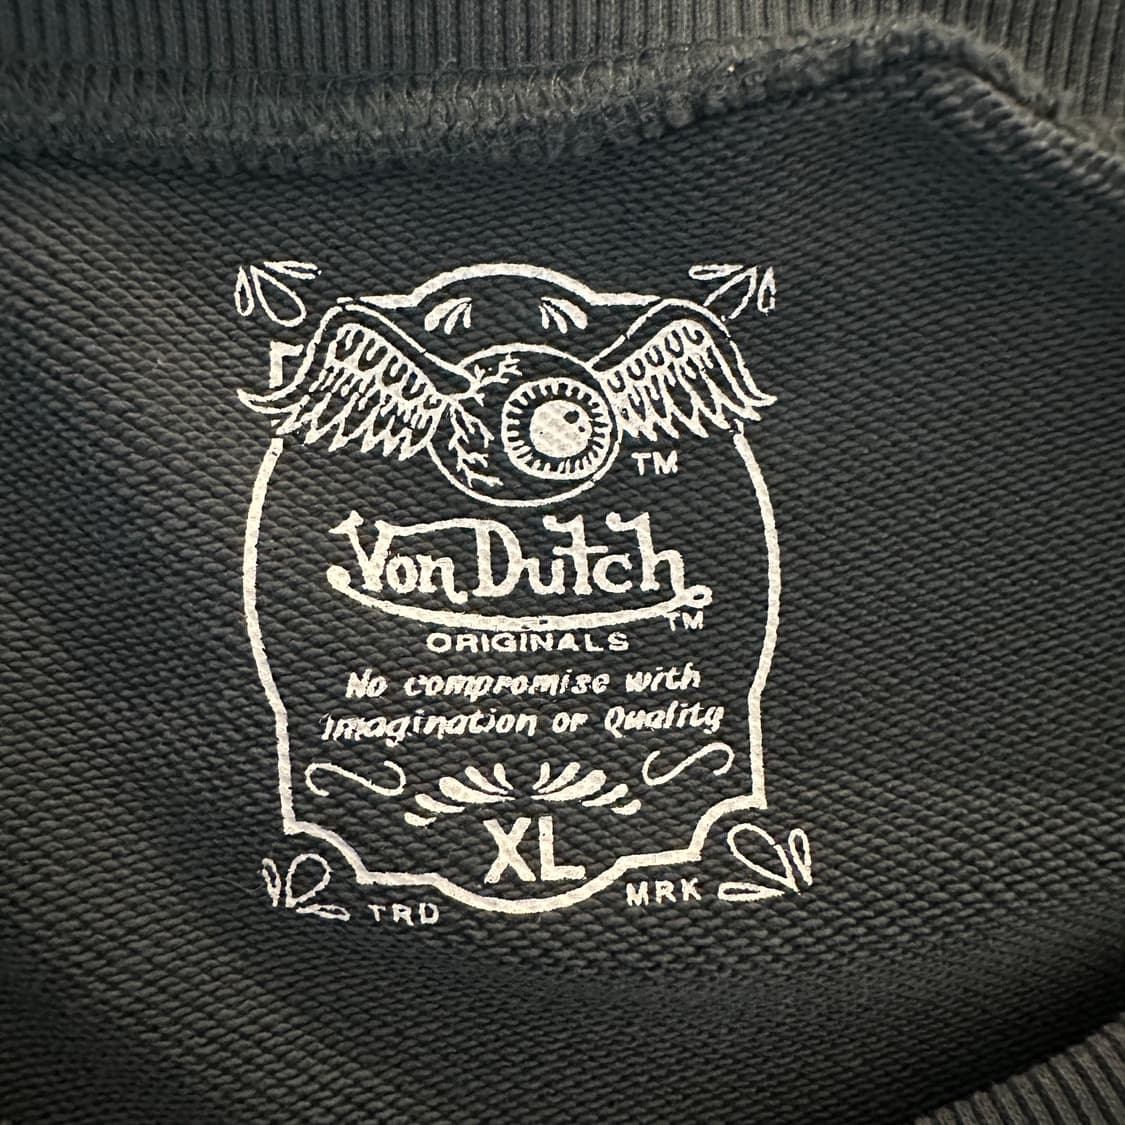 TM
Von Dutch
TM
ORIGINALS
No compromise with
Imagination or Quality
XL
TRD MRK